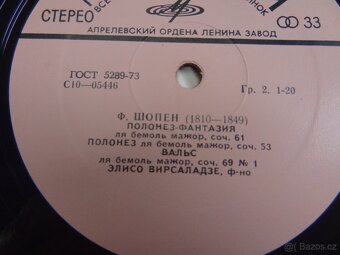 СТЕРЕО
33
АПРЕЛЕВСКИЙ ОРДЕНА ЛЕНИНА ЗАВОД
ГОСТ 5289-73
С10—05446
Гр. 2. 1-20
Ф. ШОПЕН (1810—1849)
ПОЛОНЕЗ-ФАНТАЗИЯ
ля бемоль мажор, соч. 61
ПОЛОНЕЗ ля бемоль мажор, соч. 53
ВАЛЬС
ля бемоль мажор, соч. 69 № 1
ЭЛИСО ВИРСАЛАДЗЕ, ф-но
Bazos.cz